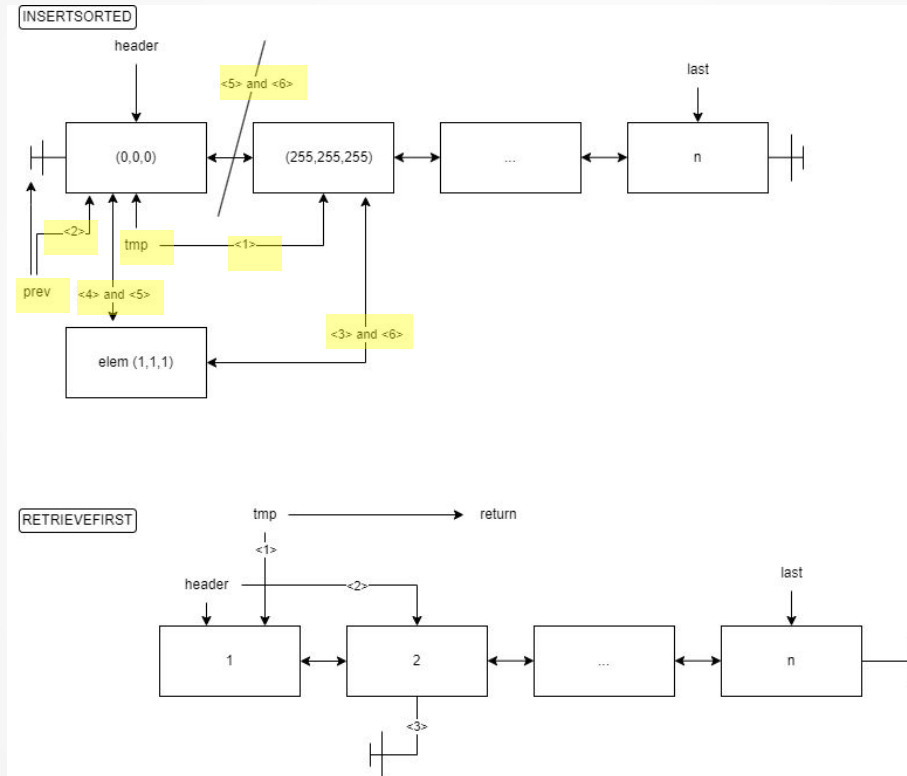 INSERTSORTED
header
<5> and <6>
last
(0,0,0)
(255,255,255)
...
n
<2>
tmp
<1>
prev
<4> and <5>
<3> and <6>
elem (1,1,1)
RETRIEVEFIRST
tmp
return
<1>
header
<2>
last
1
2
...
n
<3>